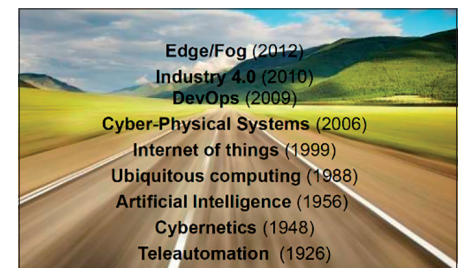 Edge/Fog (2012)
Industry 4.0 (2010)
DevOps (2009)
Cyber-Physical Systems (2006)
Internet of things (1999)
Ubiquitous computing (1988)
Artificial Intelligence (1956)
Cybernetics (1948)
Teleautomation (1926)